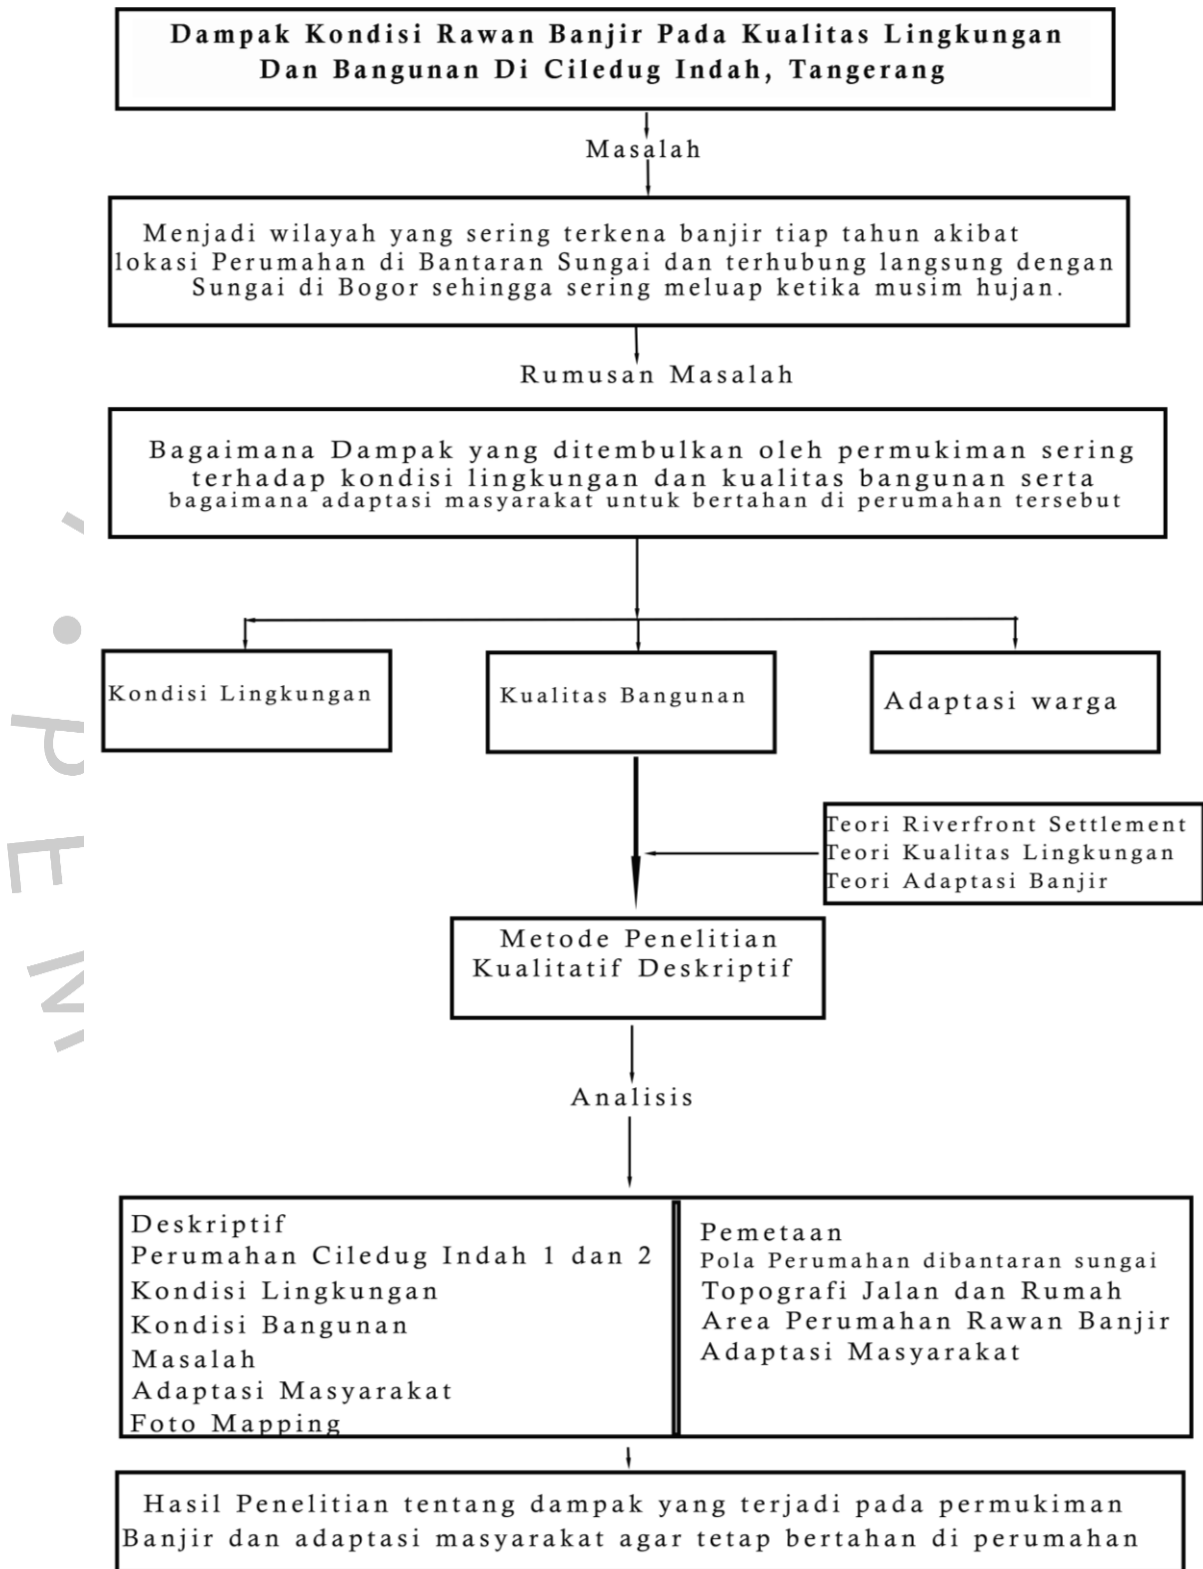 Dampak Kondisi Rawan Banjir Pada Kualitas Lingkungan
Dan Bangunan Di Ciledug Indah, Tangerang
Masalah
Menjadi wilayah yang sering terkena banjir tiap tahun akibat
lokasi Perumahan di Bantaran Sungai dan terhubung langsung dengan
Sungai di Bogor sehingga sering meluap ketika musim hujan.
Rumusan Masalah
Bagaimana Dampak yang ditembulkan oleh permukiman sering
terhadap kondisi lingkungan dan kualitas bangunan serta
bagaimana adaptasi masyarakat untuk bertahan di perumahan tersebut
Kondisi Lingkungan
Kualitas Bangunan
Adaptasi warga
Teori Riverfront Settlement
Teori Kualitas Lingkungan
Teori Adaptasi Banjir
Metode Penelitian
Kualitatif Deskriptif
Analisis
Deskriptif
Perumahan Ciledug Indah 1 dan 2
Kondisi Lingkungan
Kondisi Bangunan
Masalah
Adaptasi Masyarakat
Foto Mapping
Pemetaan
Pola Perumahan dibantaran sungai
Topografi Jalan dan Rumah
Area Perumahan Rawan Banjir
Adaptasi Masyarakat
Hasil Penelitian tentang dampak yang terjadi pada permukiman
Banjir dan adaptasi masyarakat agar tetap bertahan di perumahan